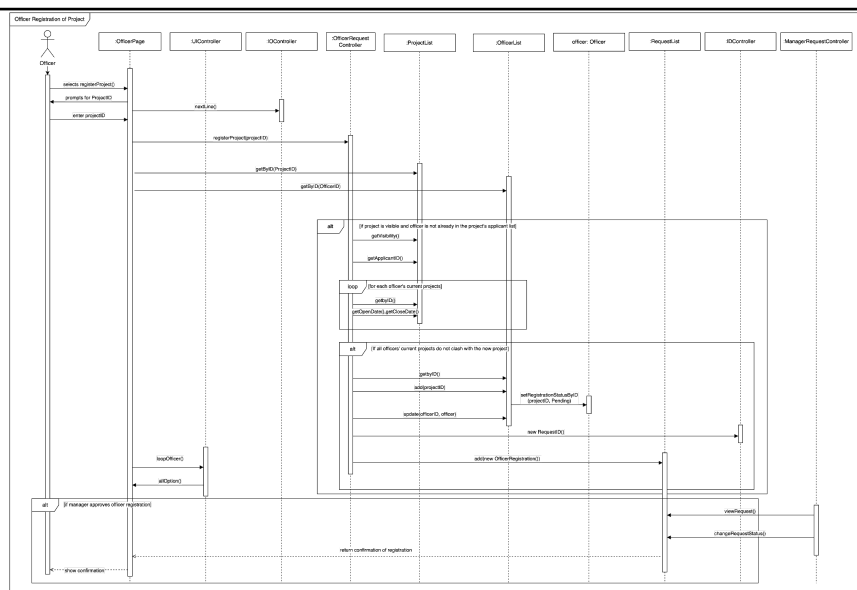 Officer Registration of Project
Officer
:OfficerPage
:UIController
:IOController
:OfficerRequest
Controller
:ProjectList
:OfficerList
officer: Officer
:RequestList
IDController
ManagerRequestController
selects registerProject()
prompts for ProjectID
nextLine()
enter projectID
registerProject(projectID)
getByID(ProjectID)
getByID(OfficerID)
alt
[if project is visible and officer is not already in the project's applicant list]
getVisibility()
getApplicantID()
loop
[for each officer's current projects]
getbyID()
getOpenDate(),getCloseDate()
alt
[If all officers' current projects do not clash with the new project]
getbyID()
add(projectID)
setRegistrationStatusByID
(projectID, Pending)
update(officerID, officer)
new RequestID()
loopOfficer()
add(new OfficerRegistration())
allOption()
alt
[if manager approves officer registration]
viewRequest()
changeRequestStatus()
return confirmation of registration
show confirmation